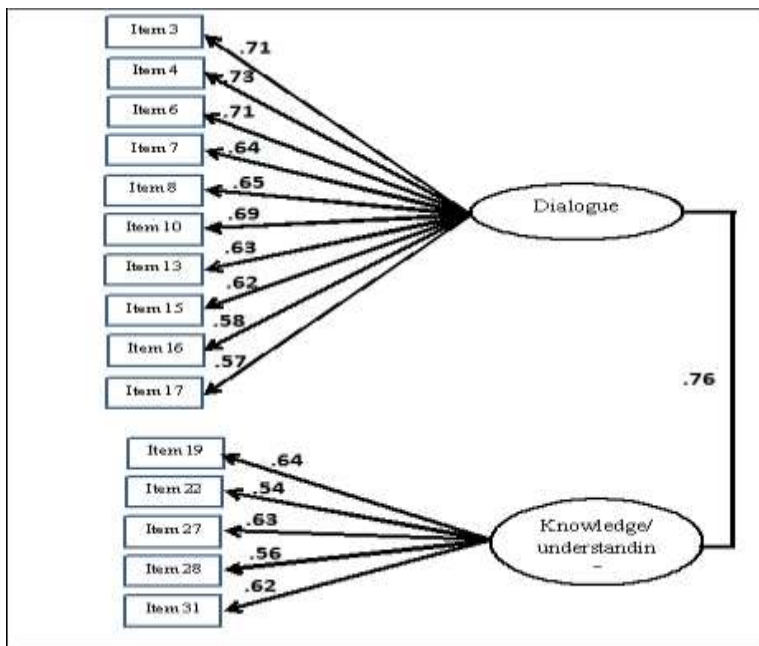 Item 3
.71
Item 4
.73
Item 6
.71
Item 7
.64
Item 8
.65
Item 10
.69
Item 13
.63
Item 15
.62
Item 16
.58
Item 17
.57
Dialogue
.76
Item 19
.64
Item 22
.54
Item 27
.63
Item 28
.56
Item 31
.62
Knowledge/
understandin